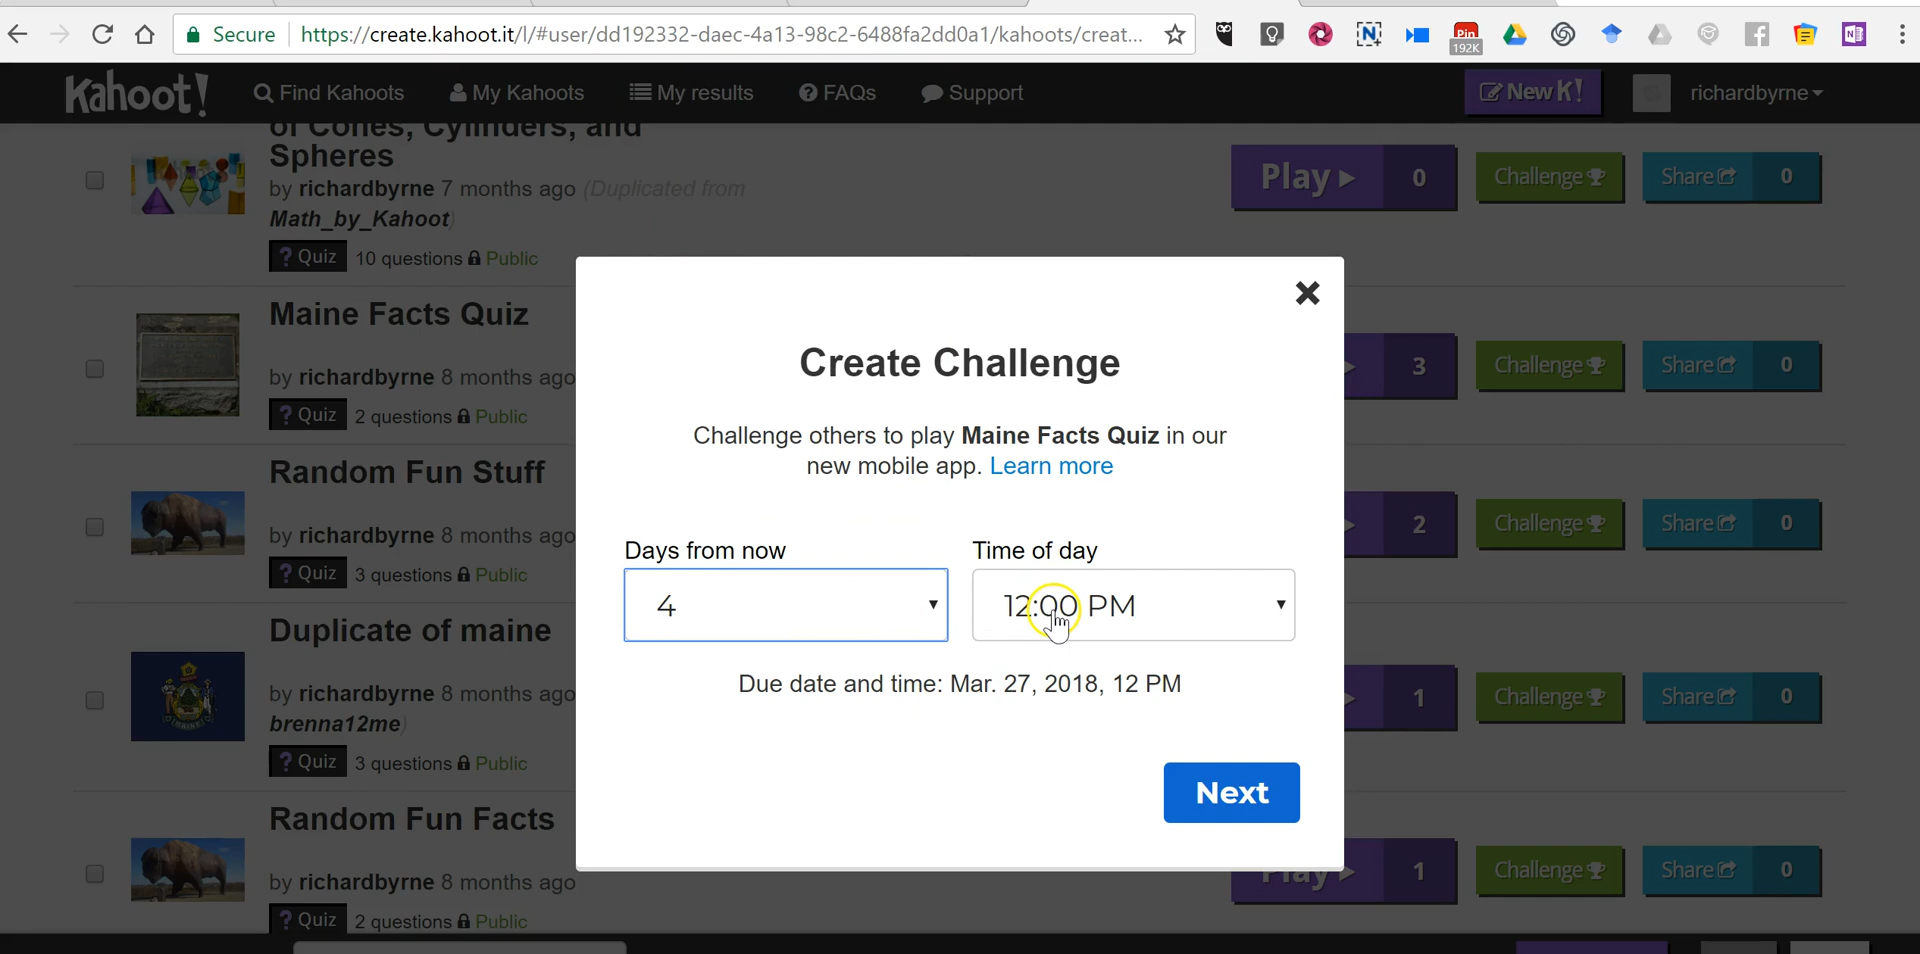 Secure https://create.kahoot.it/l/#user/dd192332-daec-4a13-98c2-6488fa2dd0a1/kahoots/creat...
Pin
192K
Kahoot! Find Kahoots My Kahoots My results FAQs Support New K! richardbyrne
of Cones, Cylinders, and
Spheres
by richardbyrne 7 months ago (Duplicated from
Math_by_Kahoot)
? Quiz 10 questions Public
Play 0 Challenge Share 0
Maine Facts Quiz
by richardbyrne 8 months ago
? Quiz 2 questions Public
3 Challenge Share 0
Random Fun Stuff
by richardbyrne 8 months ago
? Quiz 3 questions Public
2 Challenge Share 0
Duplicate of maine
by richardbyrne 8 months ago
brenna12me)
? Quiz 3 questions Public
1 Challenge Share 0
Random Fun Facts
by richardbyrne 8 months ago
? Quiz 2 questions Public
Play 1 Challenge Share 0
Create Challenge
Challenge others to play Maine Facts Quiz in our
new mobile app. Learn more
Days from now Time of day
4 12:00 PM
Due date and time: Mar. 27, 2018, 12 PM
Next